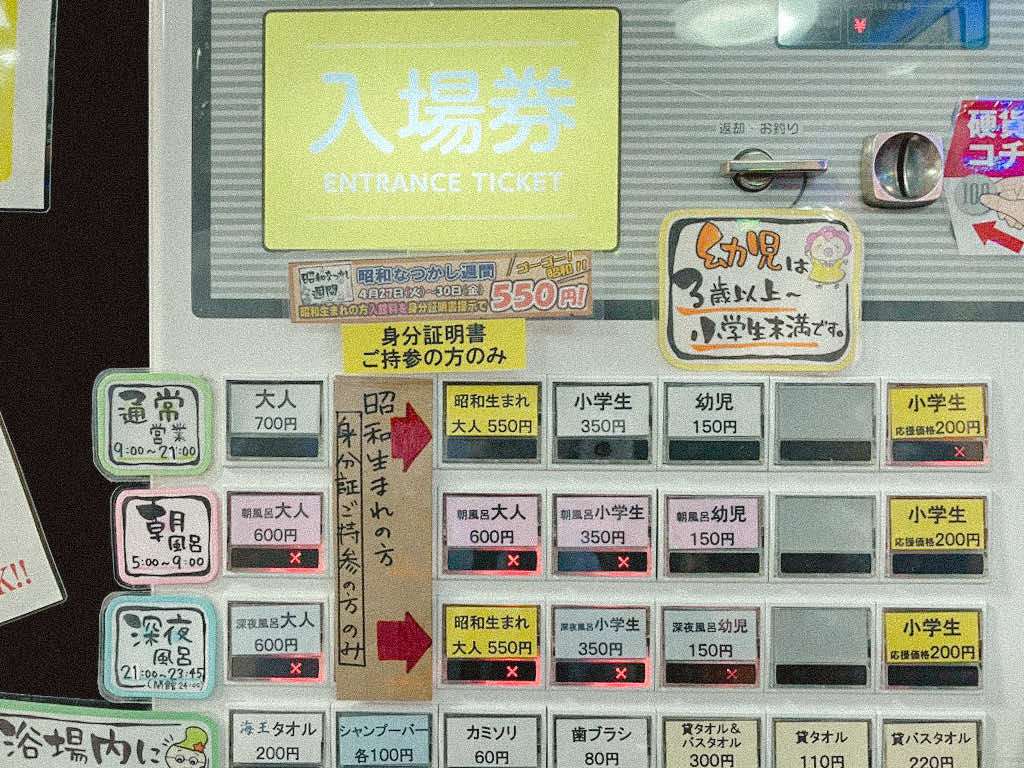 入場券
ENTRANCE TICKET
¥
返却・お釣り
硬貨
コチ
100
昭和なつかし
週間
昭和なつかし週間
ゴーゴー!
昭和!!
4月27日(火)~30日(金)
昭和生まれの方入館料を身分証明書提示で
550円!
身分証明書
ご持参の方のみ
幼児は
3歳以上~
小学生未満です。
通常
営業
9:00~21:00
大人
700円
昭和生まれの方
身分証ご持参の方のみ
昭和生まれ
大人 550円
小学生
350円
幼児
150円
小学生
応援価格200円
×
朝
風呂
5:00~9:00
朝風呂大人
600円
×
朝風呂大人
600円
×
朝風呂小学生
350円
×
朝風呂幼児
150円
小学生
応援価格200円
K!!
深夜
風呂
21:00~23:45
深夜風呂大人
600円
×
昭和生まれ
大人 550円
×
深夜風呂小学生
350円
×
深夜風呂幼児
150円
×
小学生
応援価格200円
浴場内に
海王タオル
200円
シャンプーバー
各100円
カミソリ
60円
歯ブラシ
80円
貸タオル&
バスタオル
300円
貸タオル
110円
貸バスタオル
220円